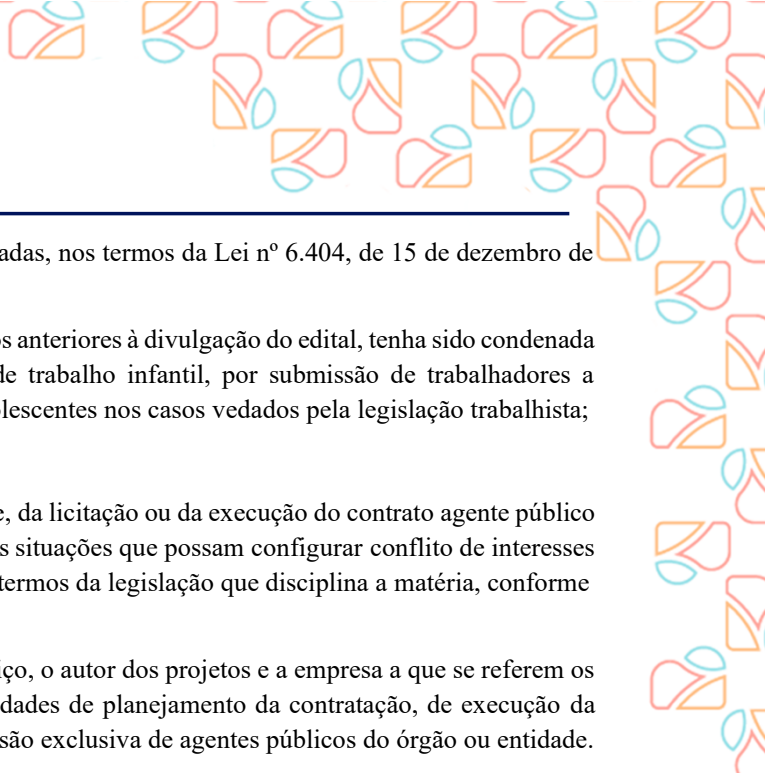 adas, nos termos da Lei nº 6.404, de 15 de dezembro de
s anteriores à divulgação do edital, tenha sido condenada
de trabalho infantil, por submissão de trabalhadores a
lescentes nos casos vedados pela legislação trabalhista;
e, da licitação ou da execução do contrato agente público
s situações que possam configurar conflito de interesses
termos da legislação que disciplina a matéria, conforme
iço, o autor dos projetos e a empresa a que se referem os
dades de planejamento da contratação, de execução da
são exclusiva de agentes públicos do órgão ou entidade.